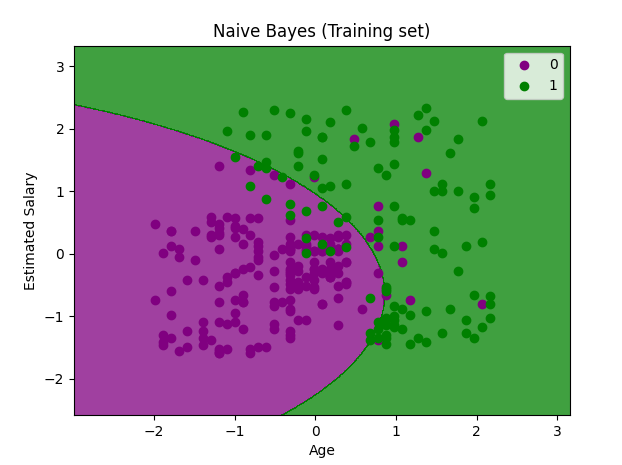 Naive Bayes (Training set)
0
1
3
2
1
0
−1
−2
Estimated Salary
−2 −1 0 1 2 3
Age